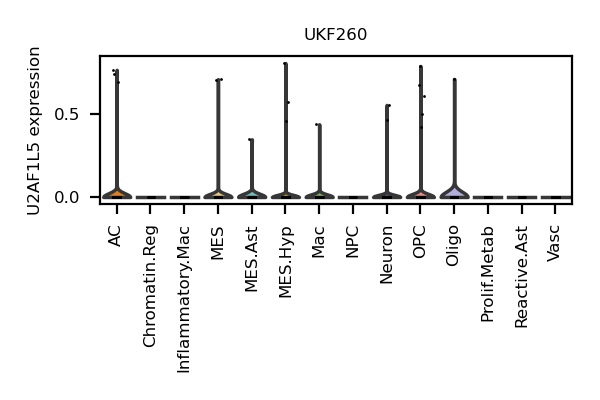 UKF260
U2AF1L5 expression
0.5
0.0
AC
Chromatin.Reg
Inflammatory.Mac
MES
MES.Ast
MES.Hyp
Mac
NPC
Neuron
OPC
Oligo
Prolif.Metab
Reactive.Ast
Vasc